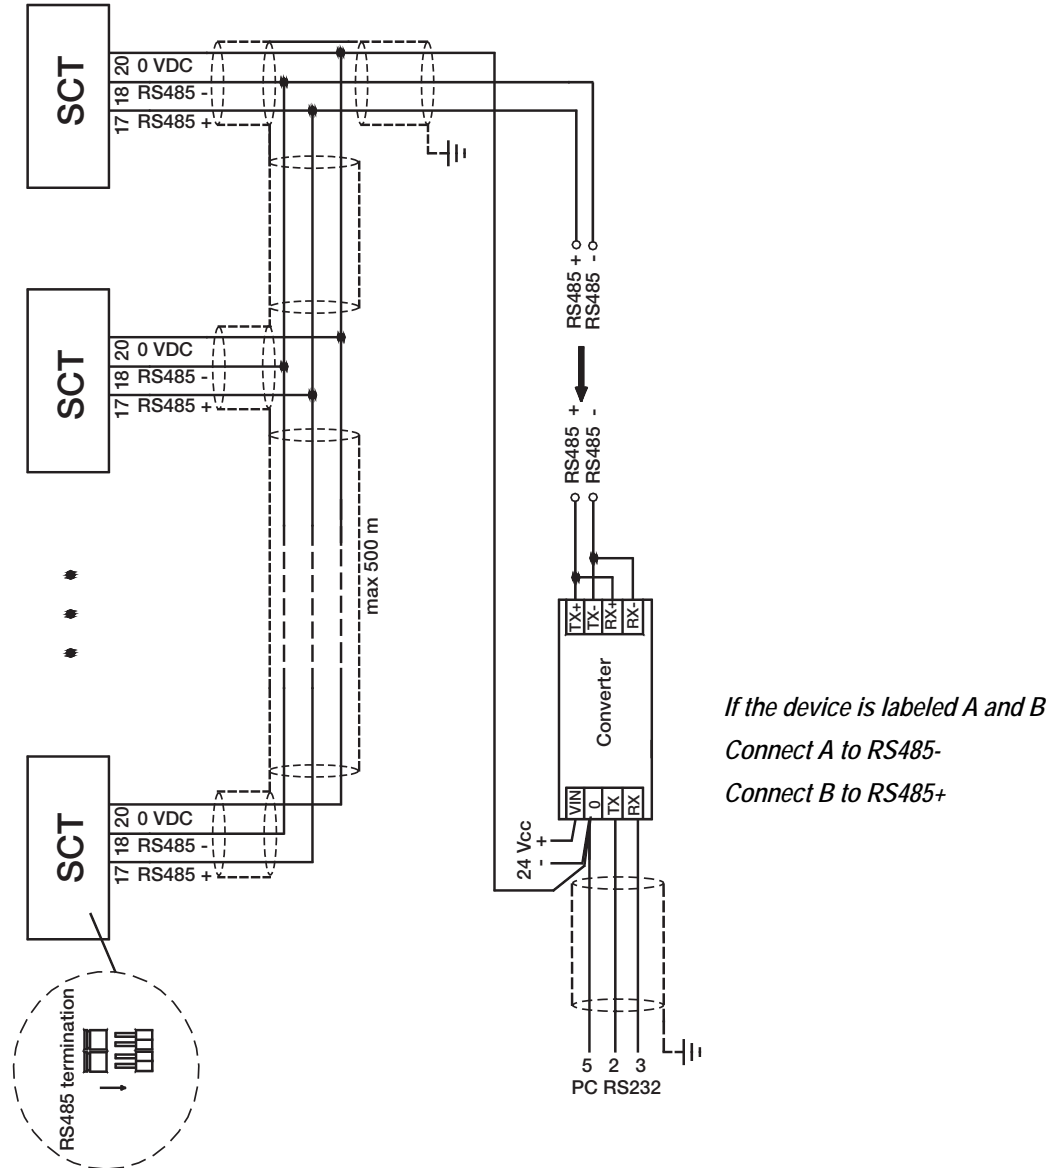 SCT
20 0 VDC
18 RS485 -
17 RS485 +
SCT
20 0 VDC
18 RS485 -
17 RS485 +
max 500 m
SCT
20 0 VDC
18 RS485 -
17 RS485 +
RS485 termination
RS485 +
RS485 -
RS485 +
RS485 -
TX+ TX- RX+ RX-
Converter
VIN 0 TX RX
24 Vcc + -
5 2 3
PC RS232
If the device is labeled A and B
Connect A to RS485-
Connect B to RS485+